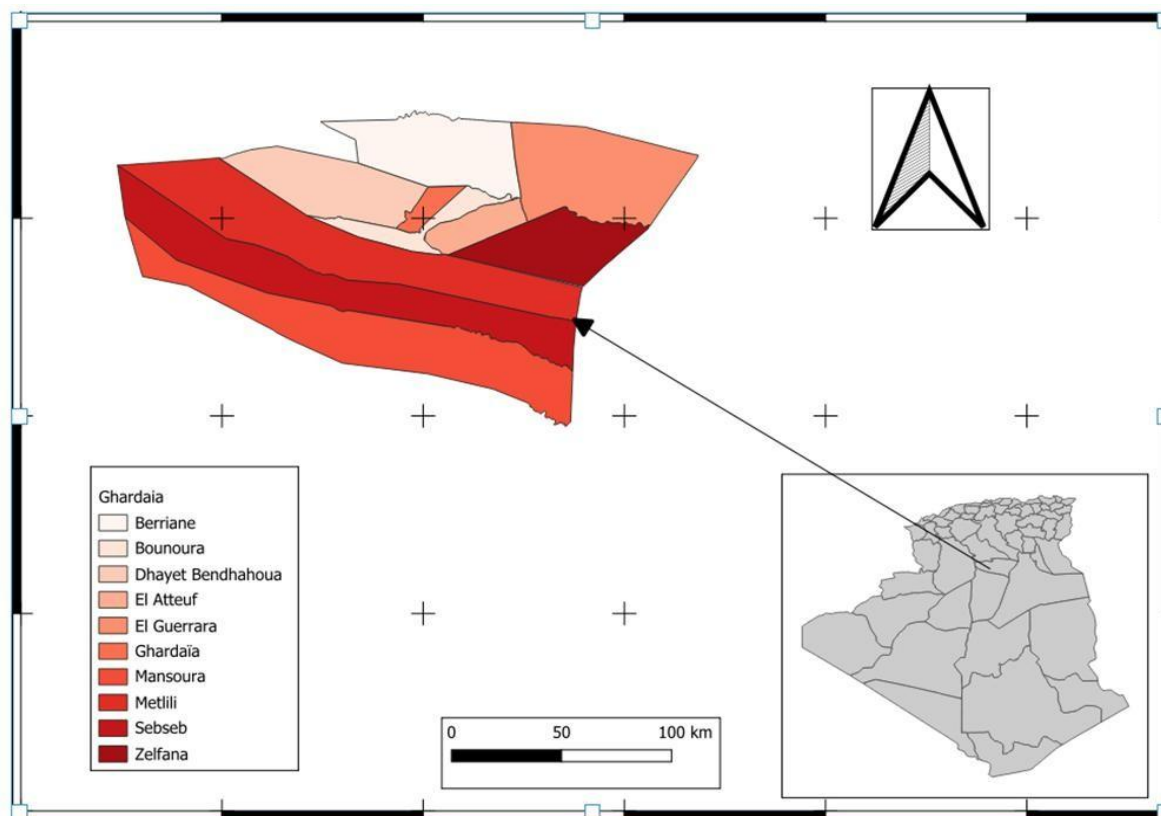 Ghardaia
Berriane
Bounoura
Dhayet Bendhahoua
El Atteuf
El Guerrara
Ghardaïa
Mansoura
Metlili
Sebseb
Zelfana
0 50 100 km